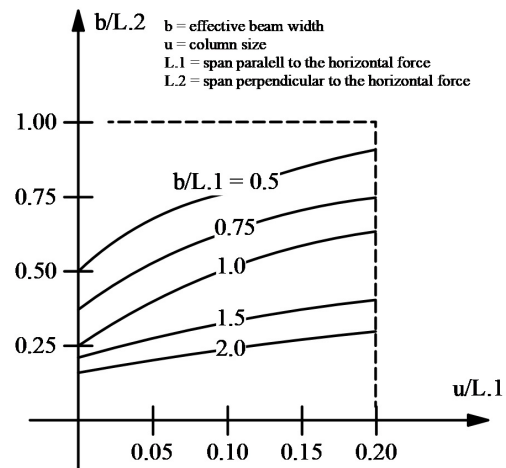 b/L.2
b = effective beam width
u = column size
L.1 = span paralell to the horizontal force
L.2 = span perpendicular to the horizontal force
1.00
b/L.1 = 0.5
0.75
0.75
0.50
1.0
1.5
0.25
2.0
u/L.1
0.05 0.10 0.15 0.20